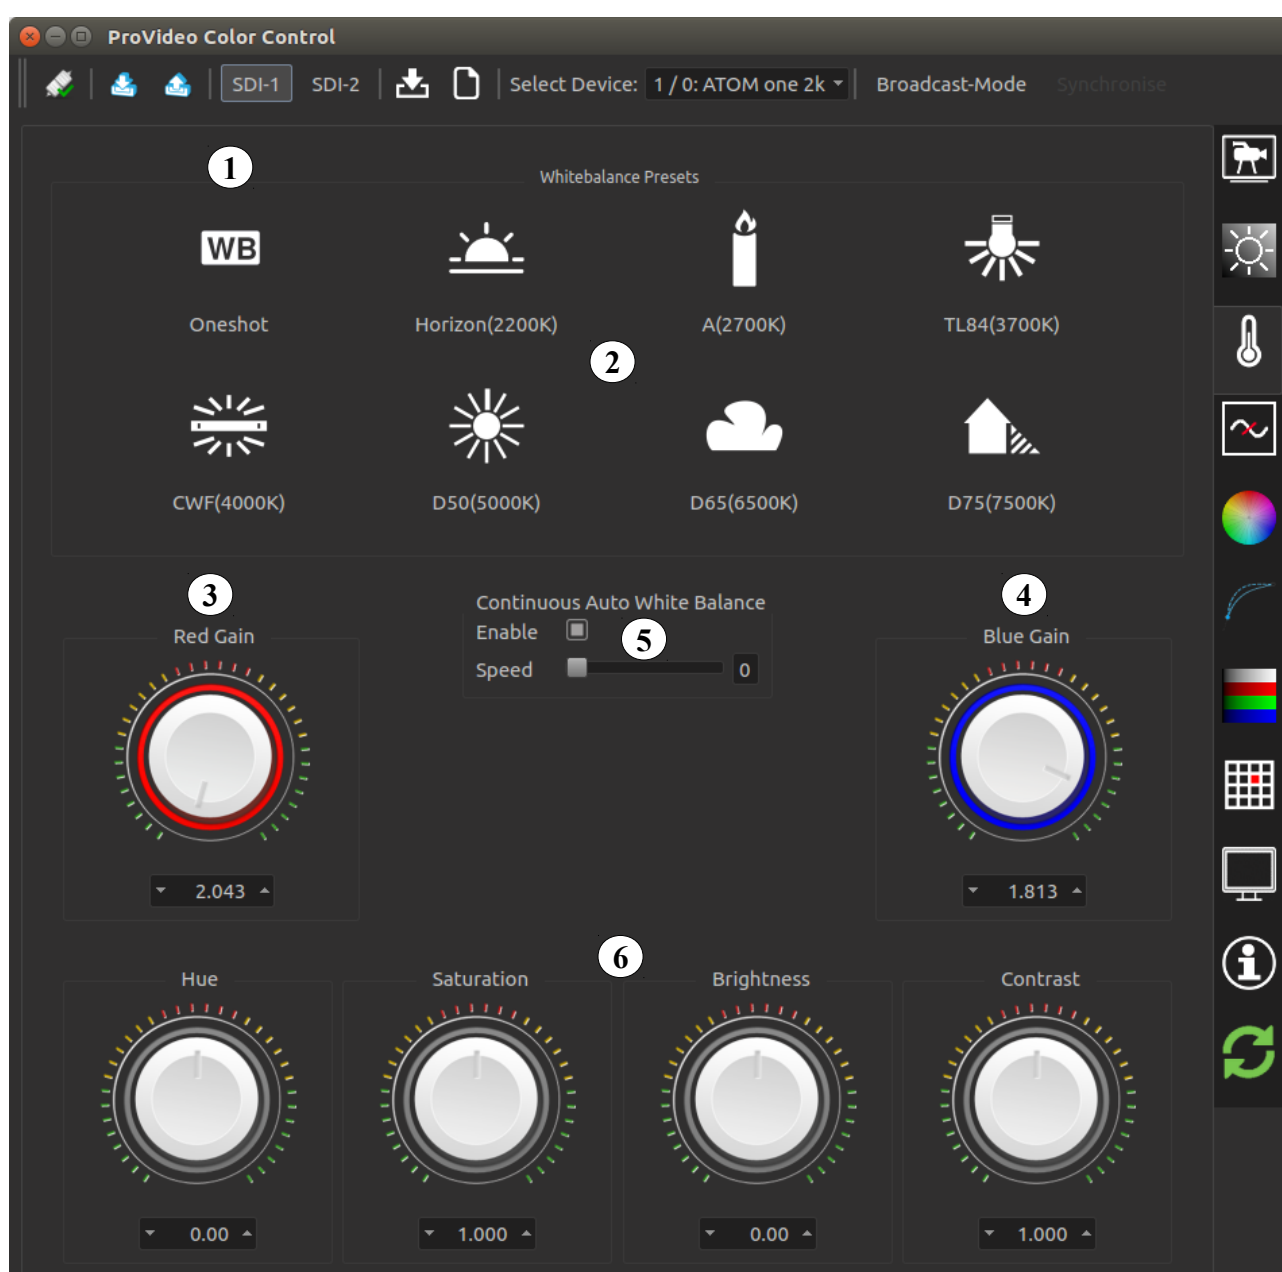 ProVideo Color Control
SDI-1 SDI-2 Select Device: 1 / 0: ATOM one 2k Broadcast-Mode Synchronise
1
Whitebalance Presets
WB
Oneshot Horizon(2200K) A(2700K) TL84(3700K)
2
CWF(4000K) D50(5000K) D65(6500K) D75(7500K)
3
Red Gain
2.043
Continuous Auto White Balance
Enable
5
Speed 0
4
Blue Gain
1.813
6
Hue Saturation Brightness Contrast
0.00 1.000 0.00 1.000